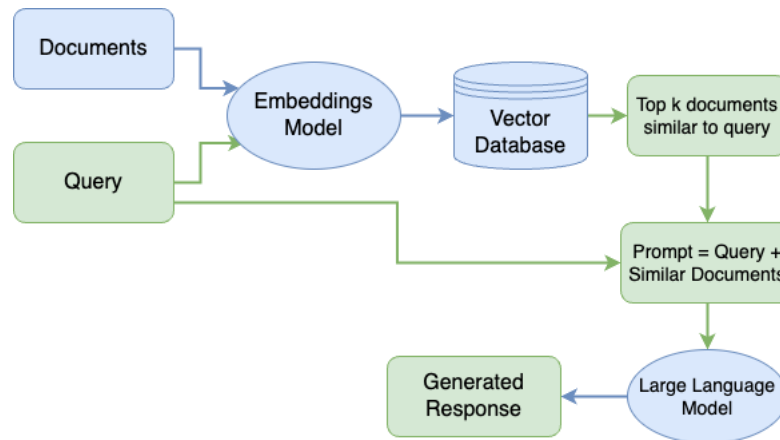 Documents
Embeddings
Model
Vector
Database
Top k documents
similar to query
Query
Prompt = Query +
Similar Documents
Large Language
Model
Generated
Response